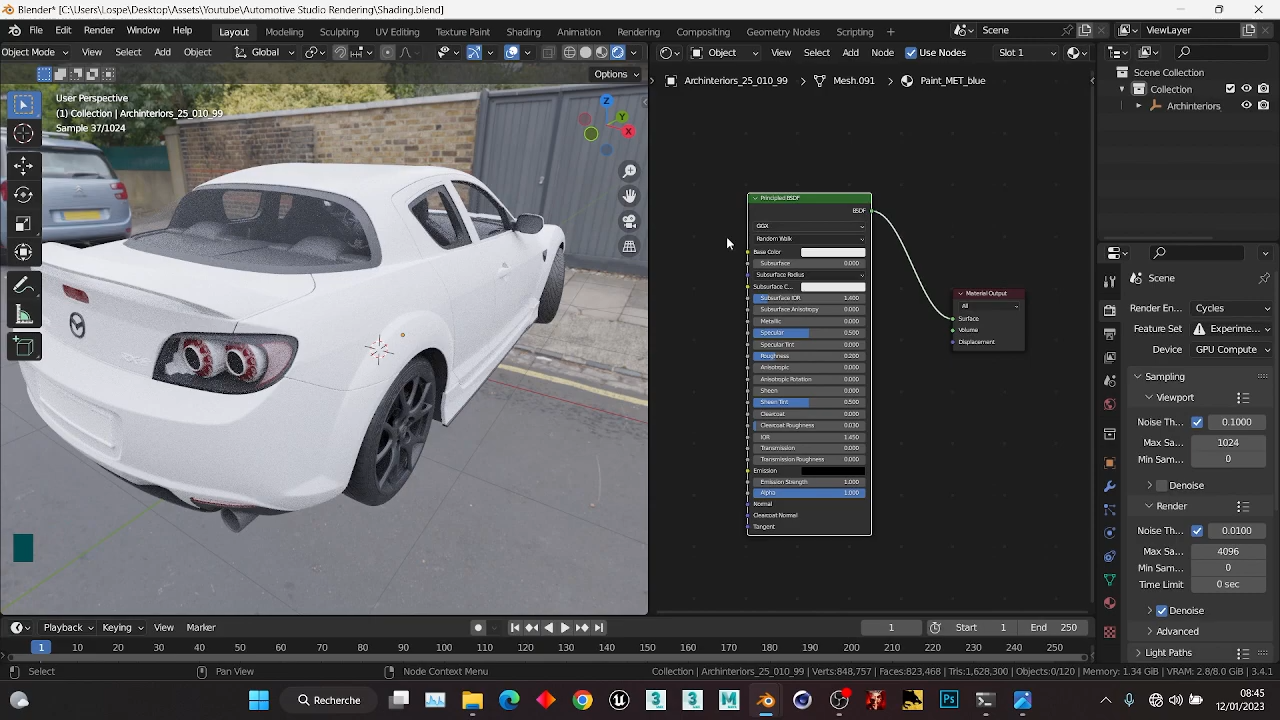 Blender* [C:\Users\Lospe\Desktop\Assets\Youtube\Automotive Studio Rendering\Shading.blend]
File Edit Render Window Help Layout Modeling Sculpting UV Editing Texture Paint Shading Animation Rendering Compositing Geometry Nodes Scripting + Scene ViewLayer
Object Mode View Select Add Object Global Object View Select Add Node Use Nodes Slot 1
Options
Archinteriors_25_010_99 > Mesh.091 > Paint_MET_blue
User Perspective
(1) Collection | Archinteriors_25_010_99
Sample 37/1024
Z
Y
X
Principled BSDF
BSDF
GGX
Random Walk
Base Color
Subsurface 0.000
Subsurface Radius
Subsurface C...
Subsurface IOR 1.400
Subsurface Anisotropy 0.000
Metallic 0.000
Specular 0.500
Specular Tint 0.000
Roughness 0.200
Anisotropic 0.000
Anisotropic Rotation 0.000
Sheen 0.000
Sheen Tint 0.500
Clearcoat 0.000
Clearcoat Roughness 0.030
IOR 1.450
Transmission 0.000
Transmission Roughness 0.000
Emission
Emission Strength 1.000
Alpha 1.000
Normal
Clearcoat Normal
Tangent
Material Output
All
Surface
Volume
Displacement
Scene Collection
Collection
Archinteriors
Scene
Render En... Cycles
Feature Set Experime...
Device GPU Compute
Sampling
Viewport
Noise Th... 0.1000
Max Sa... 1024
Min Sam... 0
Denoise
Render
Noise Th... 0.0100
Max Sa... 4096
Min Sam... 0
Time Limit 0 sec
Denoise
Advanced
Light Paths
Playback Keying View Marker 1 Start 1 End 250
1 10 20 30 40 50 60 70 80 90 100 110 120 130 140 150 160 170 180 190 200 210 220 230 240 250
Select Pan View Node Context Menu Collection | Archinteriors_25_010_99 | Verts:848,757 | Faces:823,468 | Tris:1,628,300 | Objects:0/120 | Memory: 1.34 GiB | VRAM: 2.8/8.0 GiB | 3.4.1
Recherche
08:45
12/01/2023